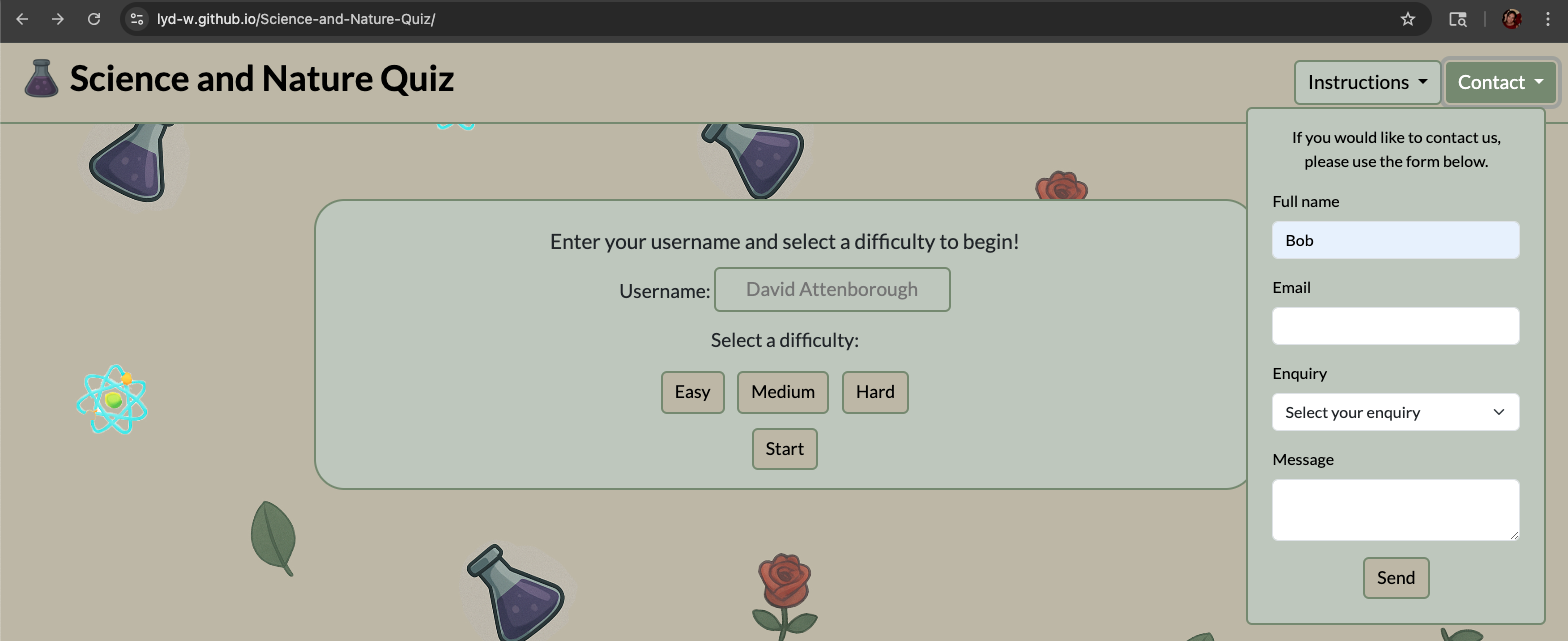 lyd-w.github.io/Science-and-Nature-Quiz/
Science and Nature Quiz
Instructions
Contact
If you would like to contact us,
please use the form below.
Full name
Bob
Email
Enquiry
Select your enquiry
Message
Send
Enter your username and select a difficulty to begin!
Username: David Attenborough
Select a difficulty:
Easy Medium Hard
Start